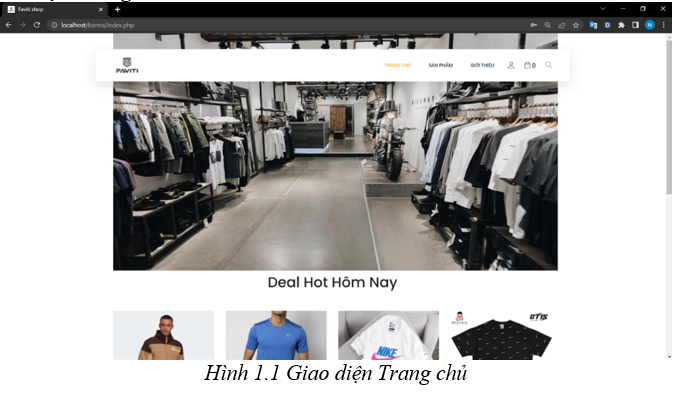 Faviti shop
localhost/karma/index.php
FAVITI
TRANG CHỦ SẢN PHẨM GIỚI THIỆU 0
Deal Hot Hôm Nay
NIKE
OTIS
Hình 1.1 Giao diện Trang chủ